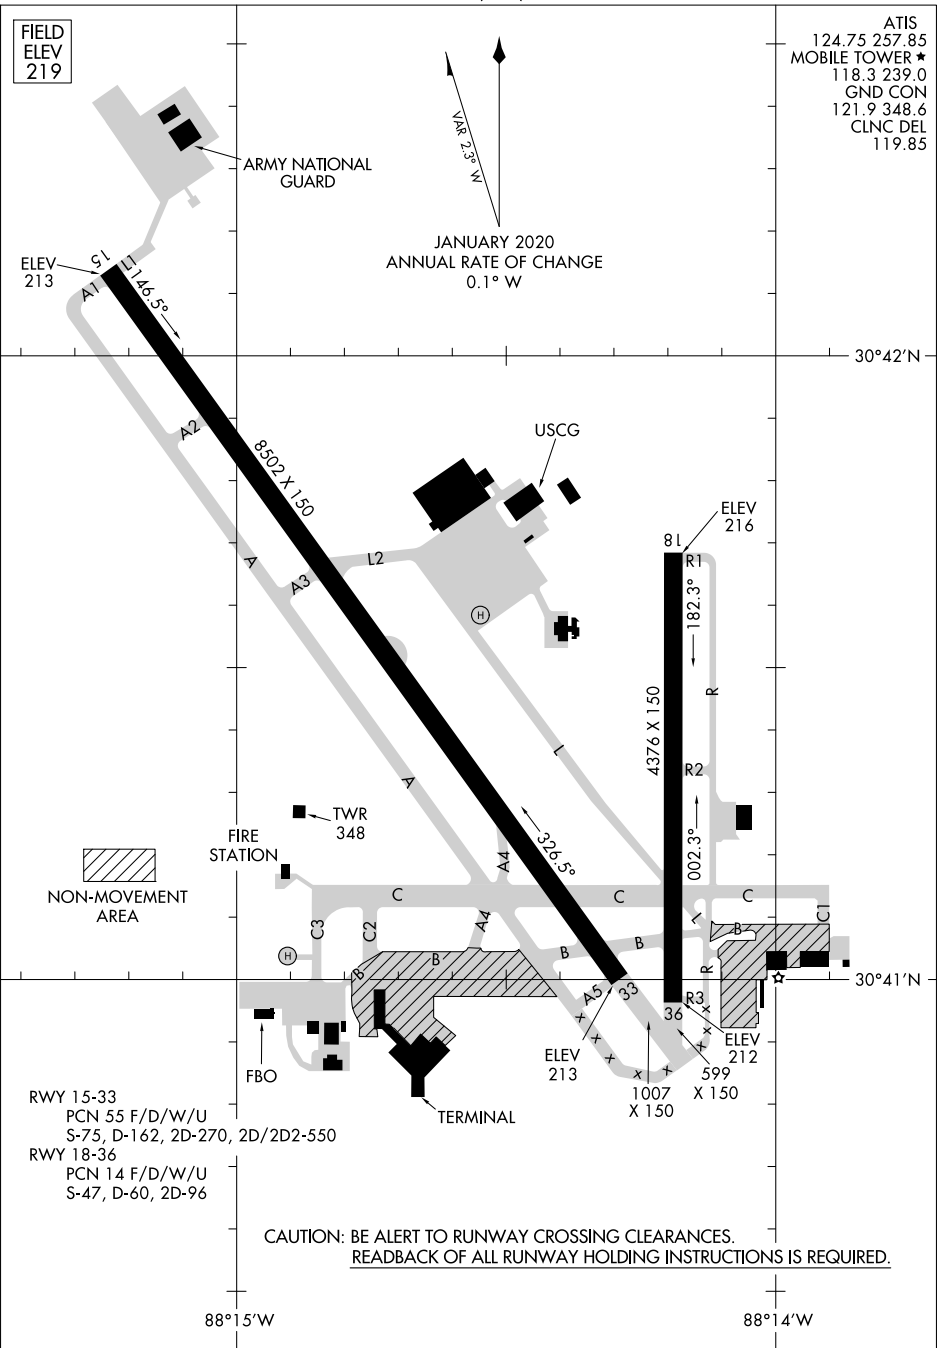 FIELD
ELEV
219
ATIS
124.75 257.85
MOBILE TOWER ★
118.3 239.0
GND CON
121.9 348.6
CLNC DEL
119.85
VAR 2.3° W
JANUARY 2020
ANNUAL RATE OF CHANGE
0.1° W
ARMY NATIONAL
GUARD
ELEV
213
15
L1
A1
146.5°
30°42'N
A2
8502 X 150
USCG
ELEV
216
18
R1
182.3°
A
A3
L2
H
R
4376 X 150
L
R2
A
002.3°
TWR
348
FIRE
STATION
326.5°
A4
NON-MOVEMENT
AREA
C
C
C
C1
C3
C2
A4
L
B
B
B
B
B
H
R
30°41'N
A5
33
R3
36
ELEV
212
ELEV
213
FBO
599
X 150
1007
X 150
TERMINAL
x x x x x x x x
RWY 15-33
PCN 55 F/D/W/U
S-75, D-162, 2D-270, 2D/2D2-550
RWY 18-36
PCN 14 F/D/W/U
S-47, D-60, 2D-96
CAUTION: BE ALERT TO RUNWAY CROSSING CLEARANCES.
READBACK OF ALL RUNWAY HOLDING INSTRUCTIONS IS REQUIRED.
88°15'W
88°14'W